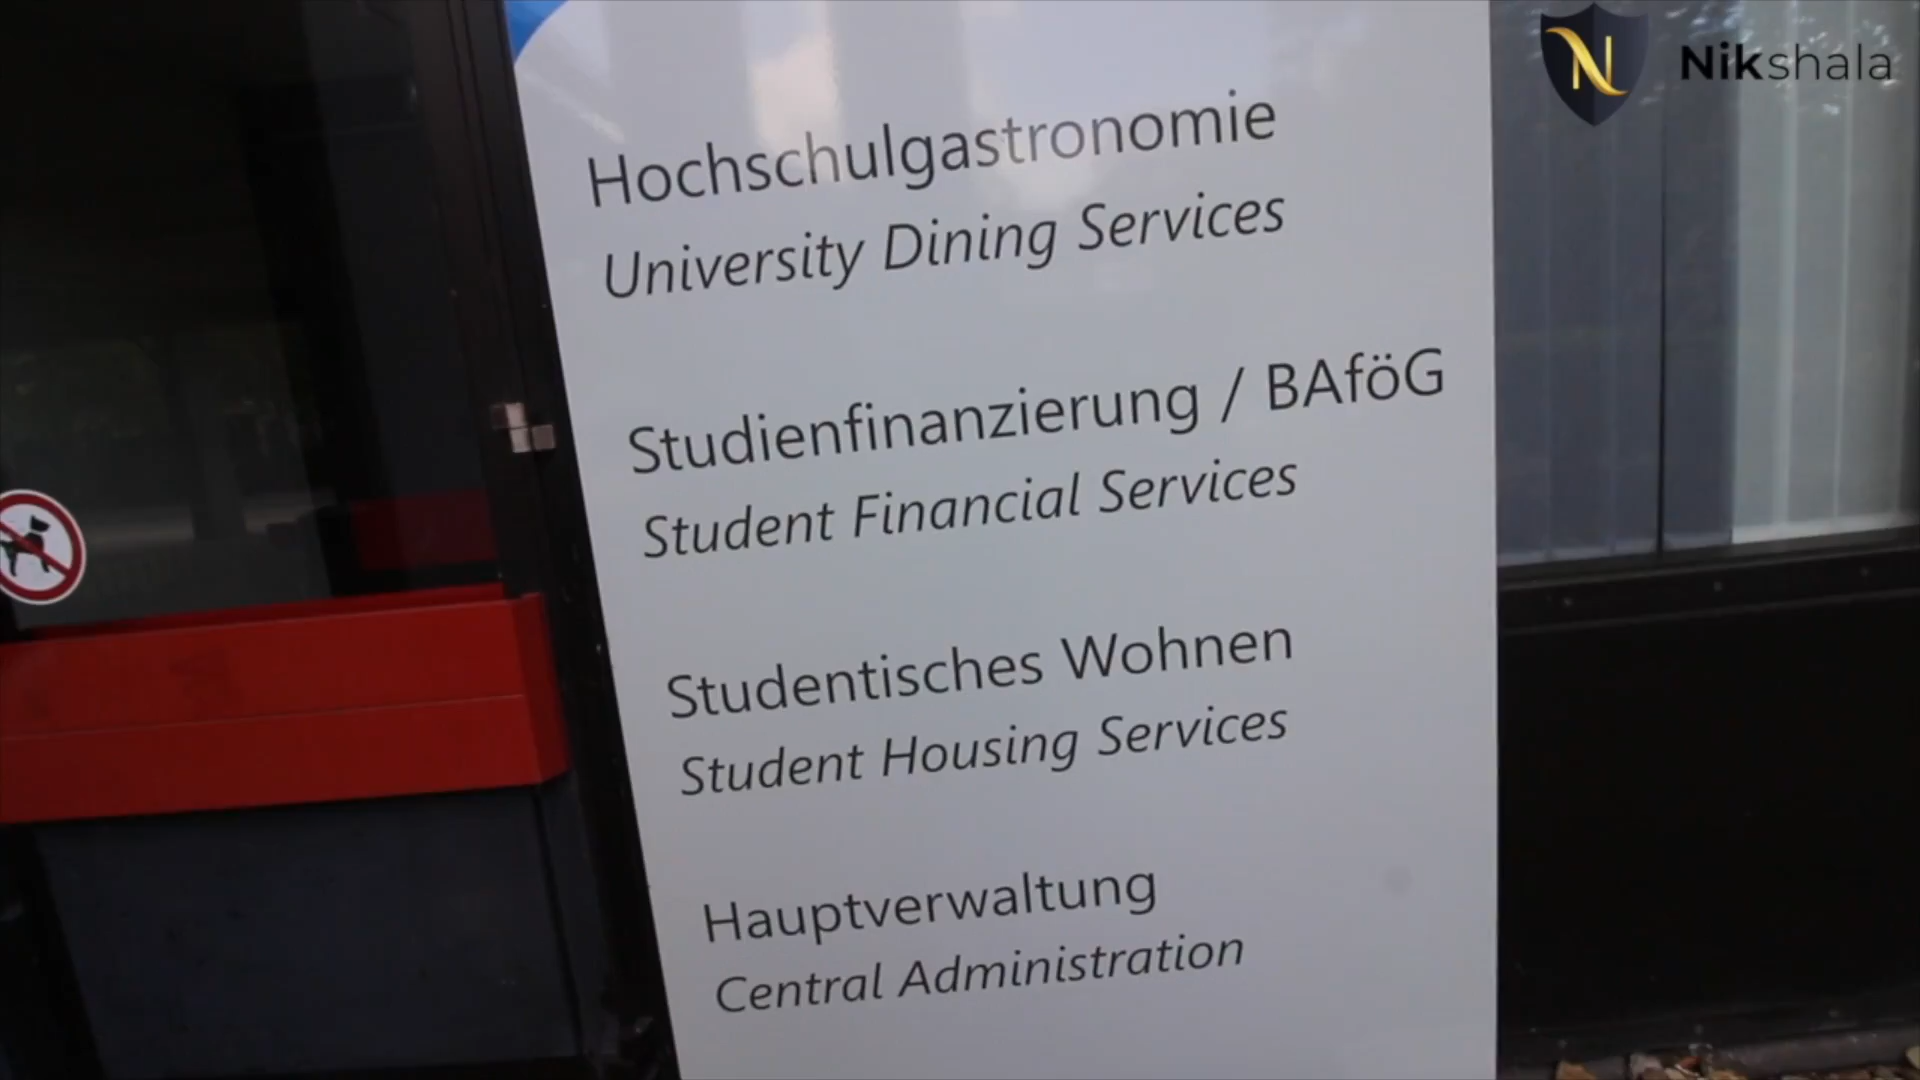 Nikshala
Hochschulgastronomie
University Dining Services
Studienfinanzierung / BAföG
Student Financial Services
Studentisches Wohnen
Student Housing Services
Hauptverwaltung
Central Administration